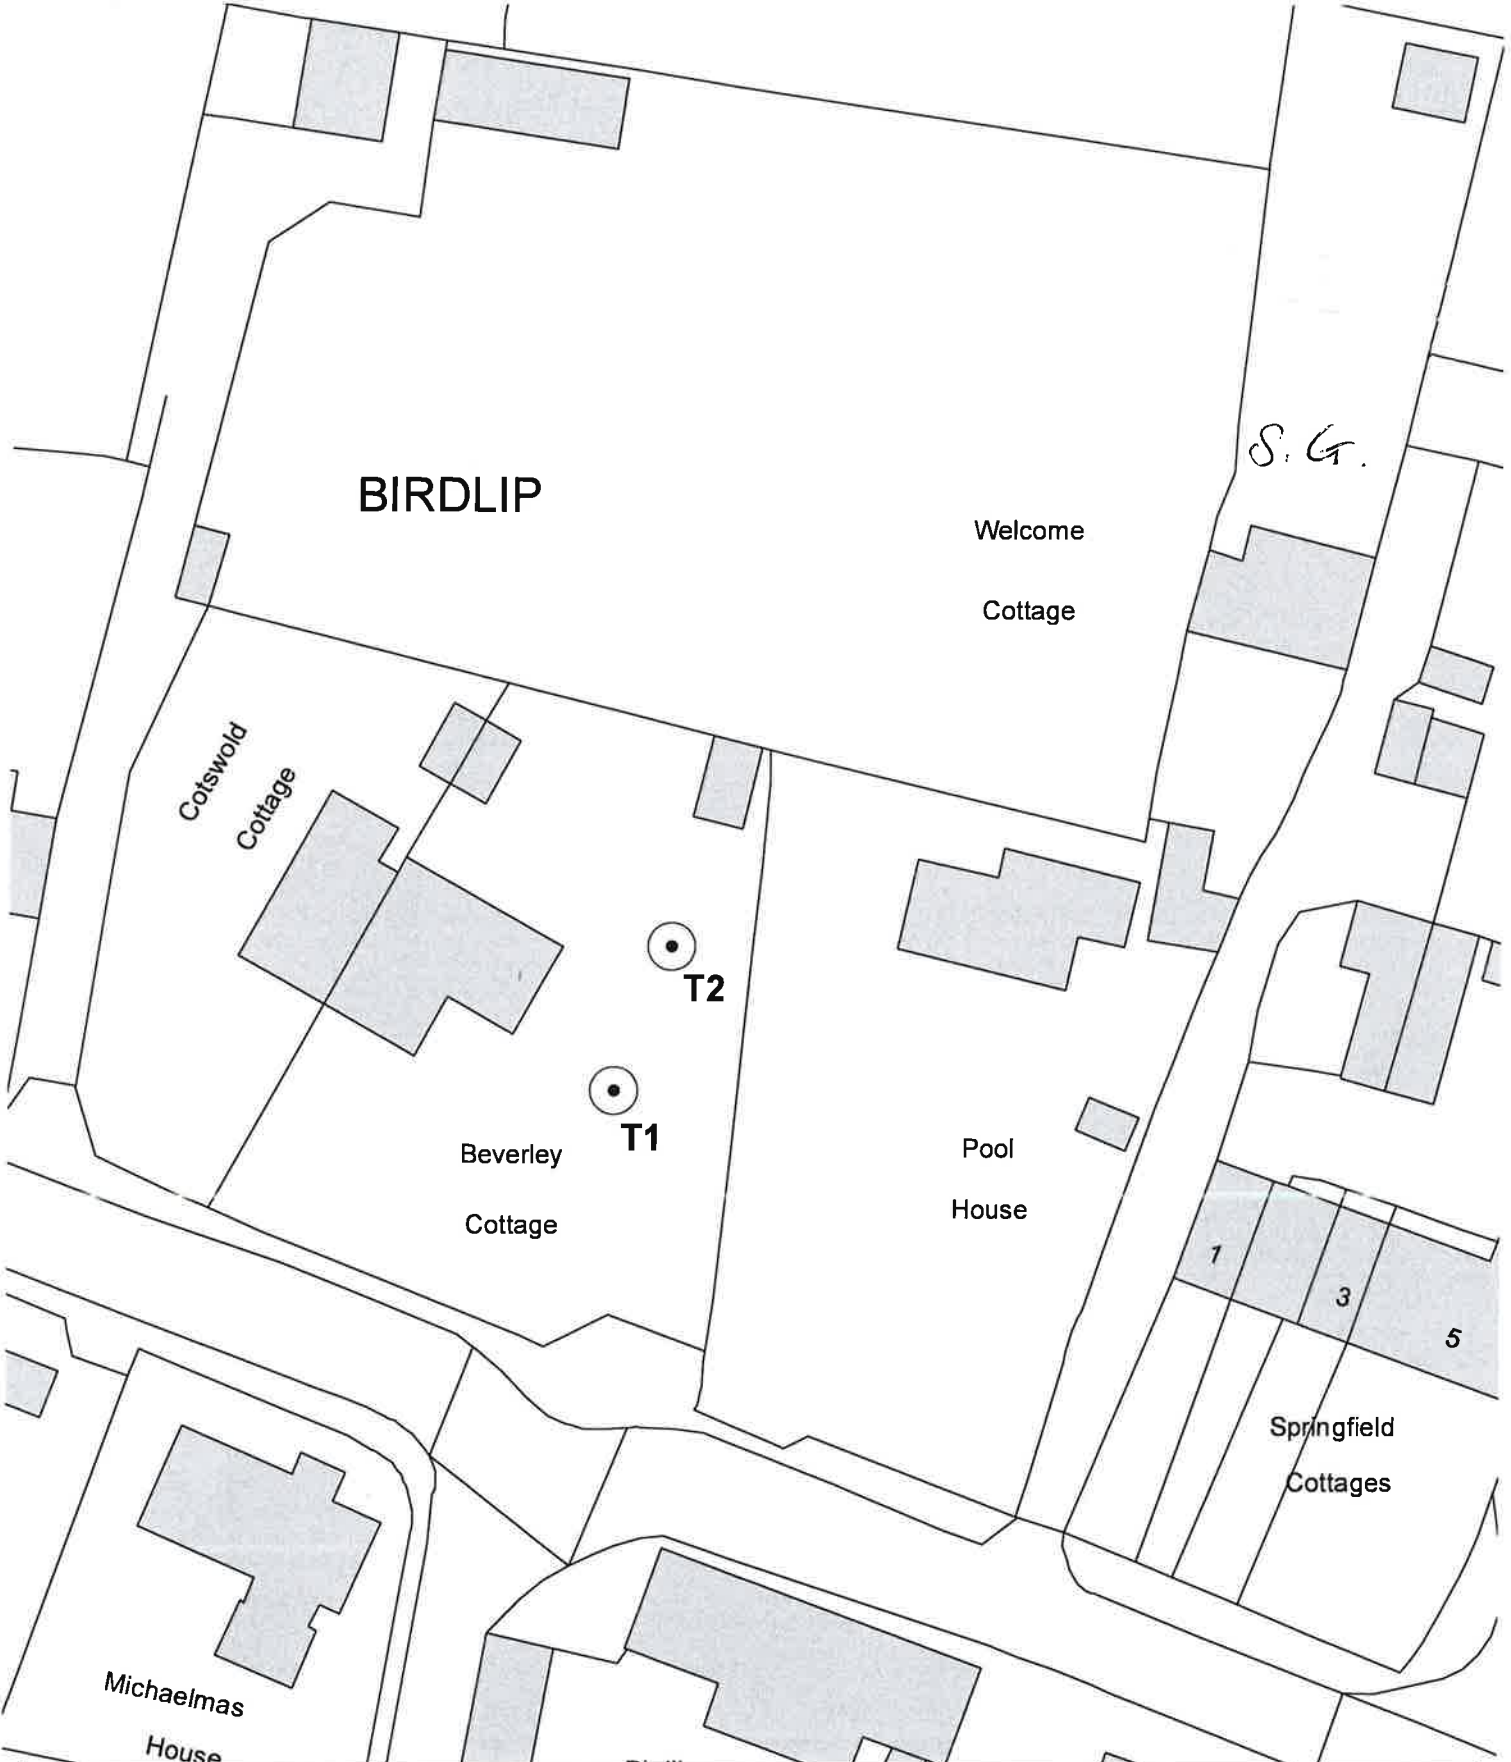 S. G.
BIRDLIP
Welcome
Cottage
Cotswold
Cottage
T2
T1
Beverley
Cottage
Pool
House
1
3
5
Springfield
Cottages
Michaelmas
House